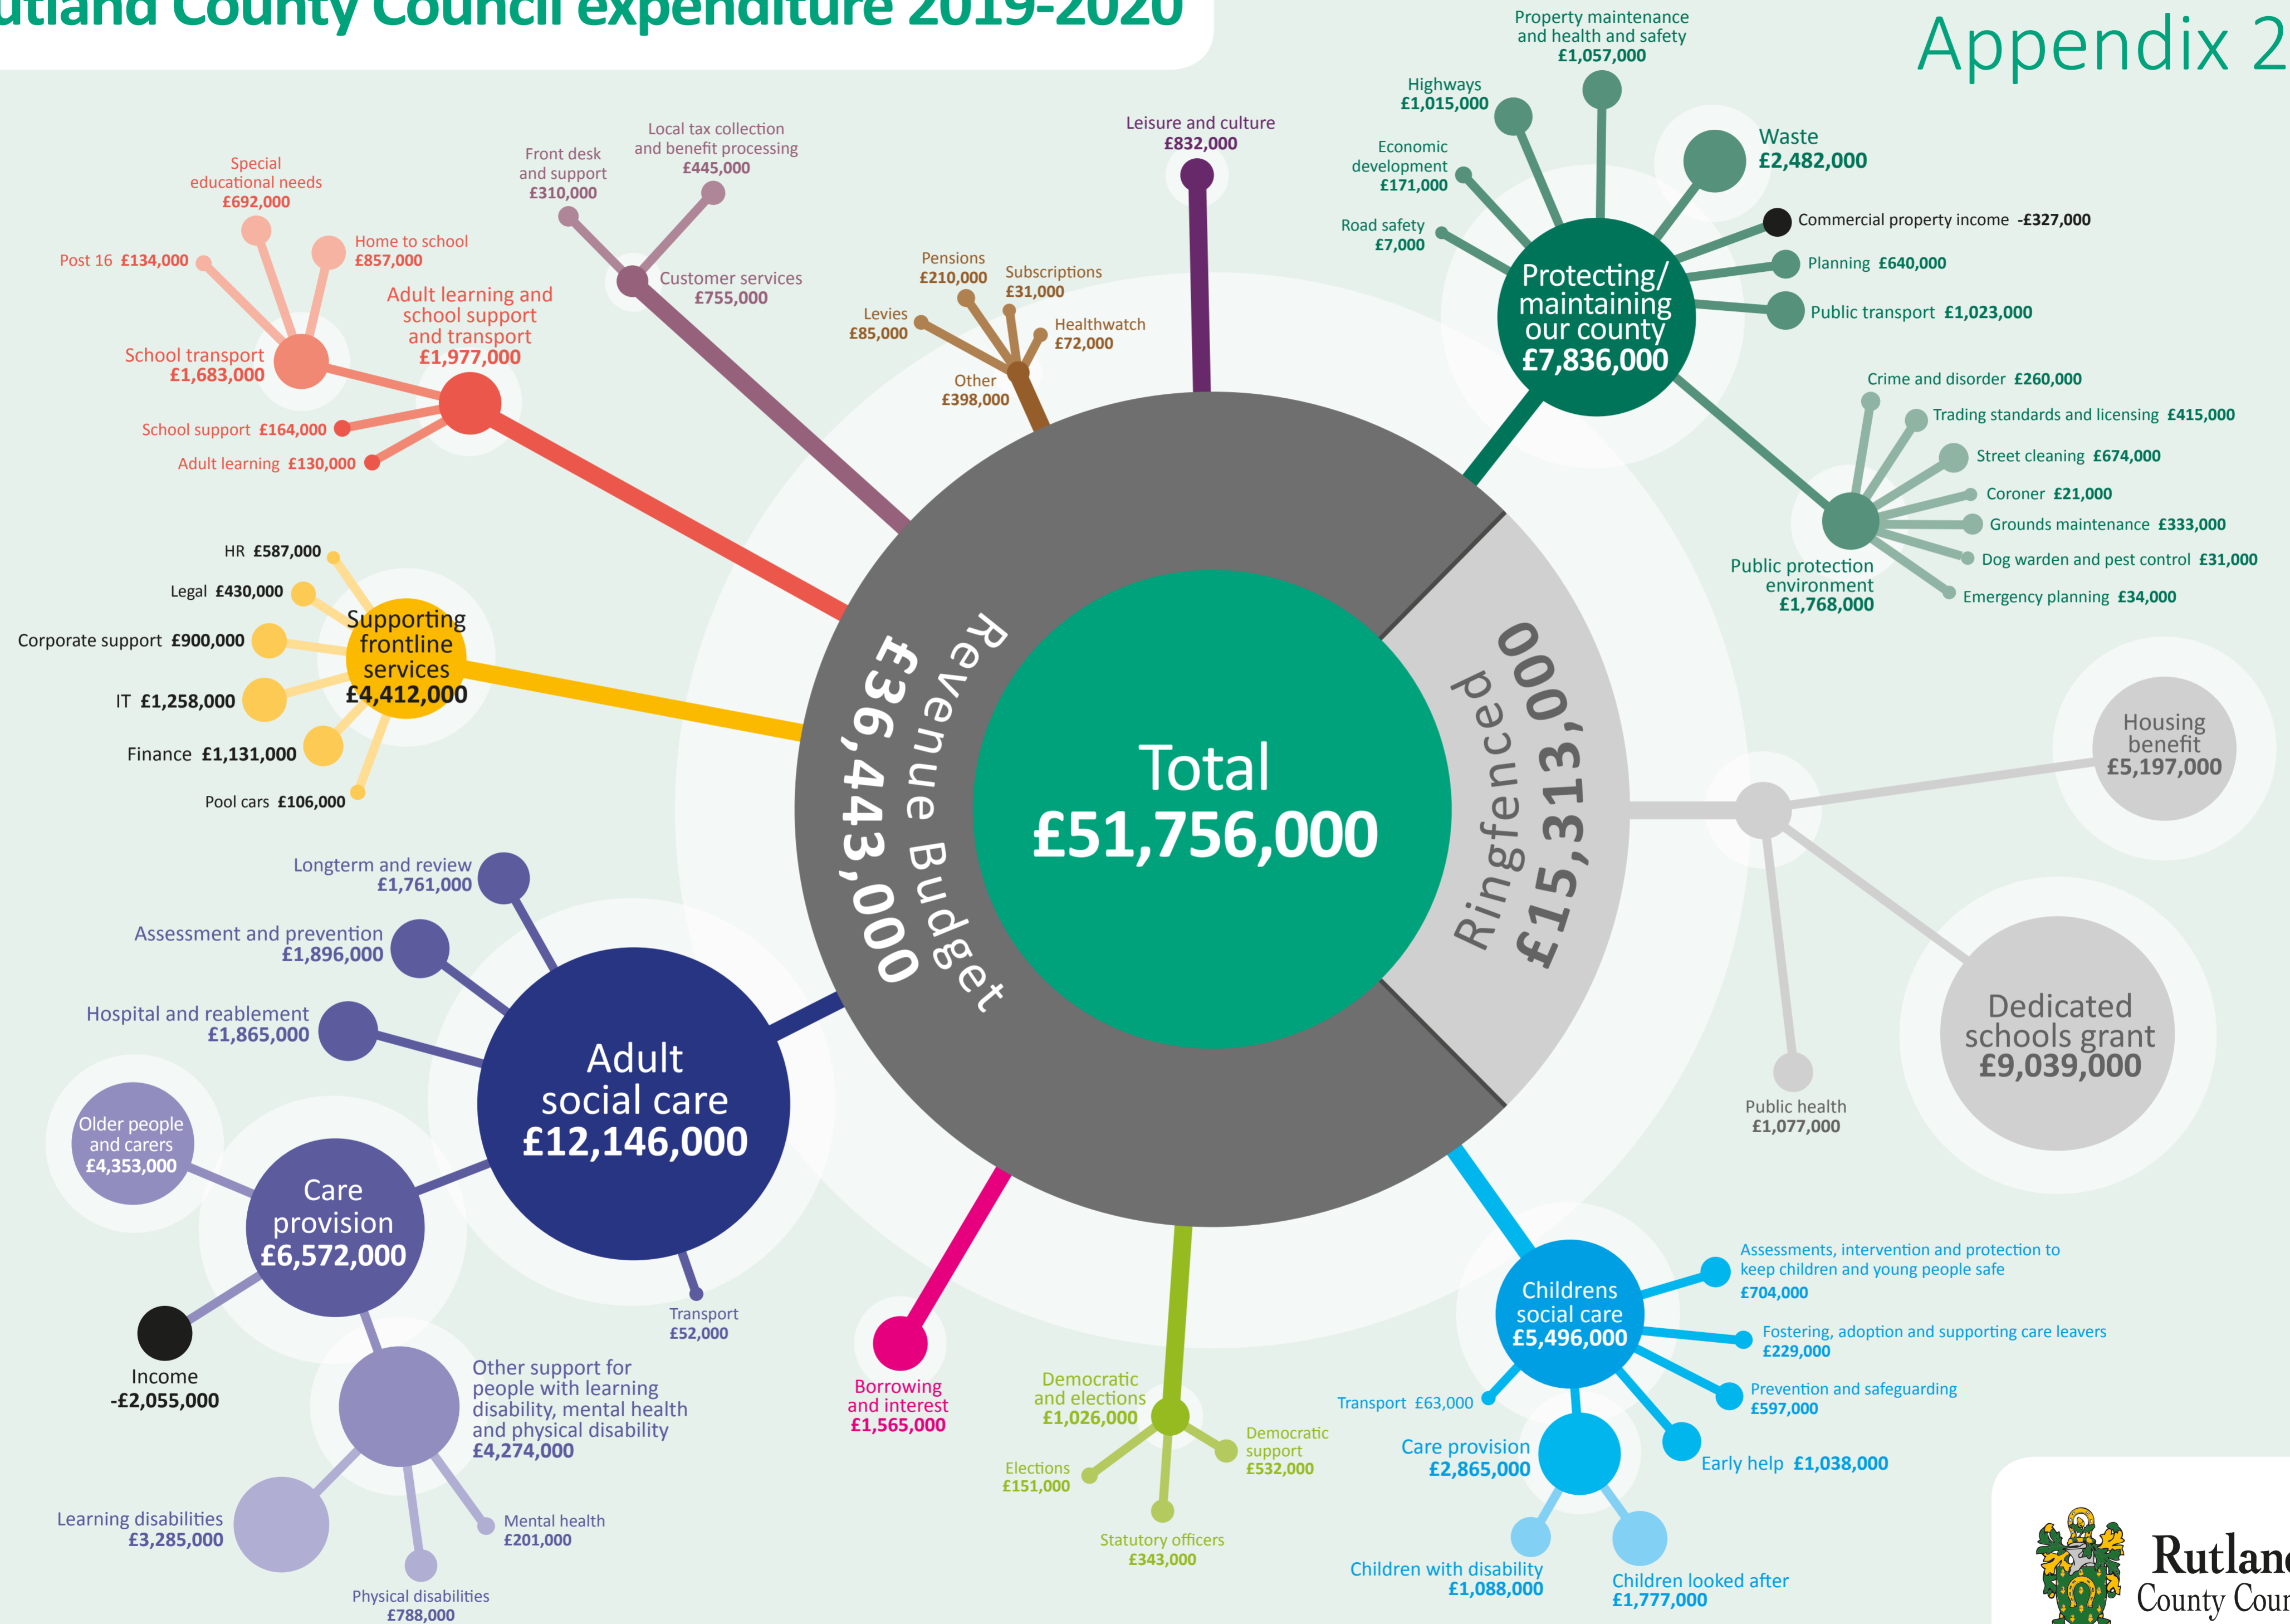 utland County Council expenditure 2019-2020
Appendix 2
Property maintenance
and health and safety
£1,057,000
Highways
£1,015,000
Economic
development
£171,000
Road safety
£7,000
Waste
£2,482,000
Commercial property income -£327,000
Planning £640,000
Public transport £1,023,000
Protecting/
maintaining
our county
£7,836,000
Crime and disorder £260,000
Trading standards and licensing £415,000
Street cleaning £674,000
Coroner £21,000
Grounds maintenance £333,000
Dog warden and pest control £31,000
Emergency planning £34,000
Public protection
environment
£1,768,000
Leisure and culture
£832,000
Local tax collection
and benefit processing
£445,000
Front desk
and support
£310,000
Customer services
£755,000
Pensions
£210,000
Subscriptions
£31,000
Levies
£85,000
Healthwatch
£72,000
Other
£398,000
Special
educational needs
£692,000
Post 16 £134,000
Home to school
£857,000
Adult learning and
school support
and transport
£1,977,000
School transport
£1,683,000
School support £164,000
Adult learning £130,000
HR £587,000
Legal £430,000
Corporate support £900,000
IT £1,258,000
Finance £1,131,000
Pool cars £106,000
Supporting
frontline
services
£4,412,000
Revenue Budget
£36,443,000
Total
£51,756,000
Ringfenced
£15,313,000
Housing
benefit
£5,197,000
Dedicated
schools grant
£9,039,000
Public health
£1,077,000
Longterm and review
£1,761,000
Assessment and prevention
£1,896,000
Hospital and reablement
£1,865,000
Adult
social care
£12,146,000
Older people
and carers
£4,353,000
Care
provision
£6,572,000
Income
-£2,055,000
Transport
£52,000
Other support for
people with learning
disability, mental health
and physical disability
£4,274,000
Learning disabilities
£3,285,000
Mental health
£201,000
Physical disabilities
£788,000
Borrowing
and interest
£1,565,000
Democratic
and elections
£1,026,000
Elections
£151,000
Democratic
support
£532,000
Statutory officers
£343,000
Childrens
social care
£5,496,000
Assessments, intervention and protection to
keep children and young people safe
£704,000
Fostering, adoption and supporting care leavers
£229,000
Prevention and safeguarding
£597,000
Early help £1,038,000
Transport £63,000
Care provision
£2,865,000
Children with disability
£1,088,000
Children looked after
£1,777,000
Rutland
County Coun